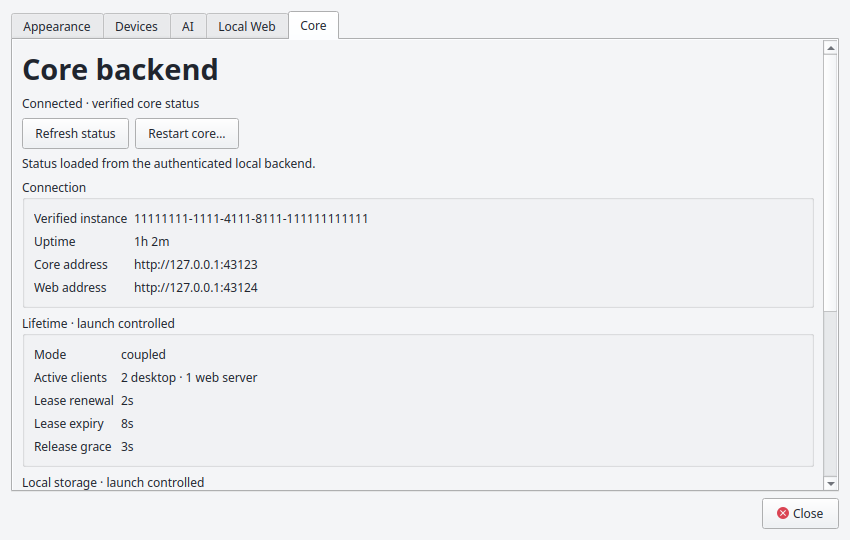 Appearance Devices AI Local Web Core
Core backend
Connected · verified core status
Refresh status Restart core...
Status loaded from the authenticated local backend.
Connection
Verified instance 11111111-1111-4111-8111-111111111111
Uptime 1h 2m
Core address http://127.0.0.1:43123
Web address http://127.0.0.1:43124
Lifetime · launch controlled
Mode coupled
Active clients 2 desktop · 1 web server
Lease renewal 2s
Lease expiry 8s
Release grace 3s
Local storage · launch controlled
Close